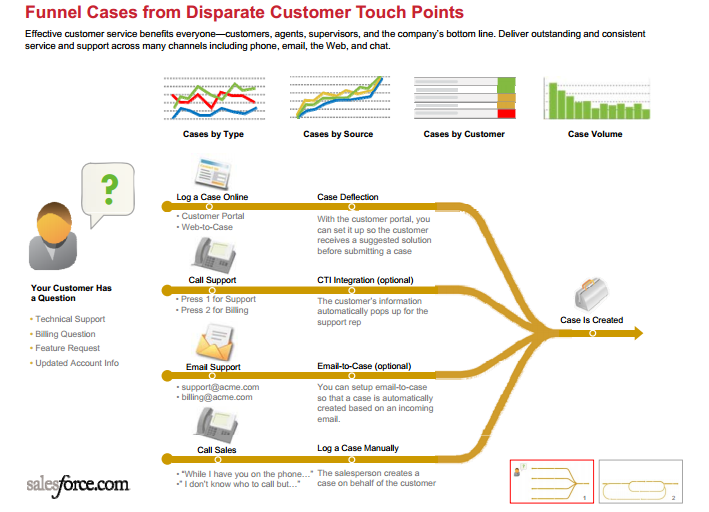 Funnel Cases from Disparate Customer Touch Points
Effective customer service benefits everyone—customers, agents, supervisors, and the company's bottom line. Deliver outstanding and consistent
service and support across many channels including phone, email, the Web, and chat.
Cases by Type
Cases by Source
Cases by Customer
Case Volume
?
Your Customer Has
a Question
• Technical Support
• Billing Question
• Feature Request
• Updated Account Info
Log a Case Online
• Customer Portal
• Web-to-Case
Case Deflection
With the customer portal, you
can set it up so the customer
receives a suggested solution
before submitting a case
Call Support
• Press 1 for Support
• Press 2 for Billing
CTI Integration (optional)
The customer's information
automatically pops up for the
support rep
Email Support
• support@acme.com
• billing@acme.com
Email-to-Case (optional)
You can setup email-to-case
so that a case is automatically
created based on an incoming
email.
Call Sales
• "While I have you on the phone..."
•" I don't know who to call but..."
Log a Case Manually
The salesperson creates a
case on behalf of the customer
Case Is Created
salesforce.com
?
1
2